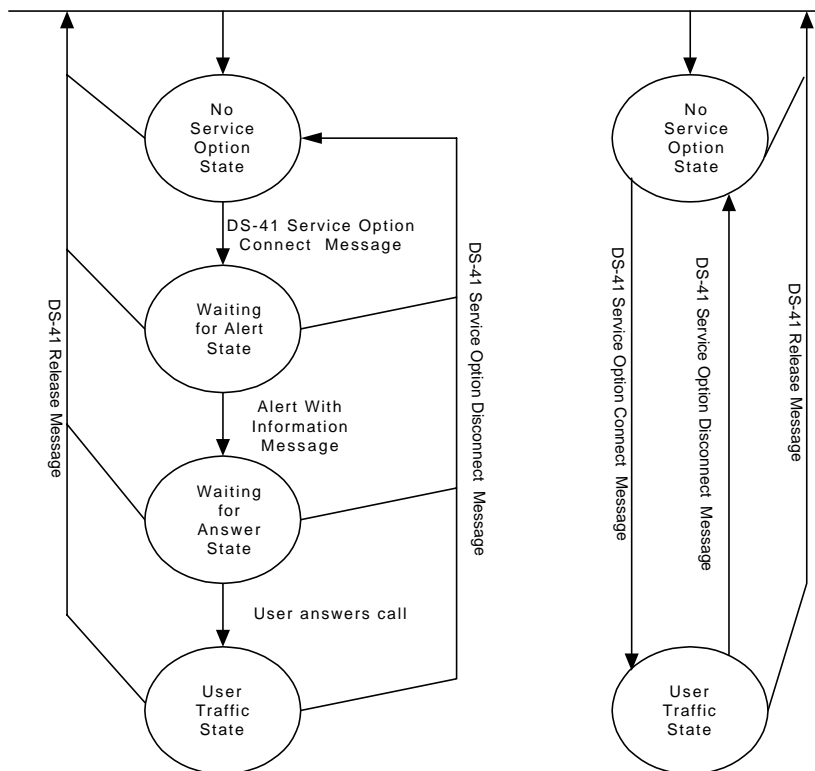 No
Service
Option
State
DS-41 Service Option
Connect Message
Waiting
for Alert
State
Alert With
Information
Message
Waiting
for
Answer
State
User answers call
User
Traffic
State
DS-41 Release Message
DS-41 Service Option Disconnect Message
No
Service
Option
State
DS-41 Service Option Connect Message
DS-41 Service Option Disconnect Message
DS-41 Release Message
User
Traffic
State